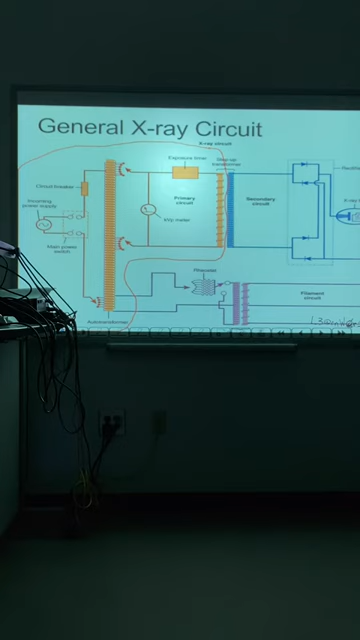 General X-ray Circuit
X-ray circuit
Exposure timer
Step-up
transformer
Circuit breaker
Incoming
power supply
Primary
circuit
Secondary
circuit
kVp meter
Main power
switch
Rheostat
Filament
circuit
Autotransformer